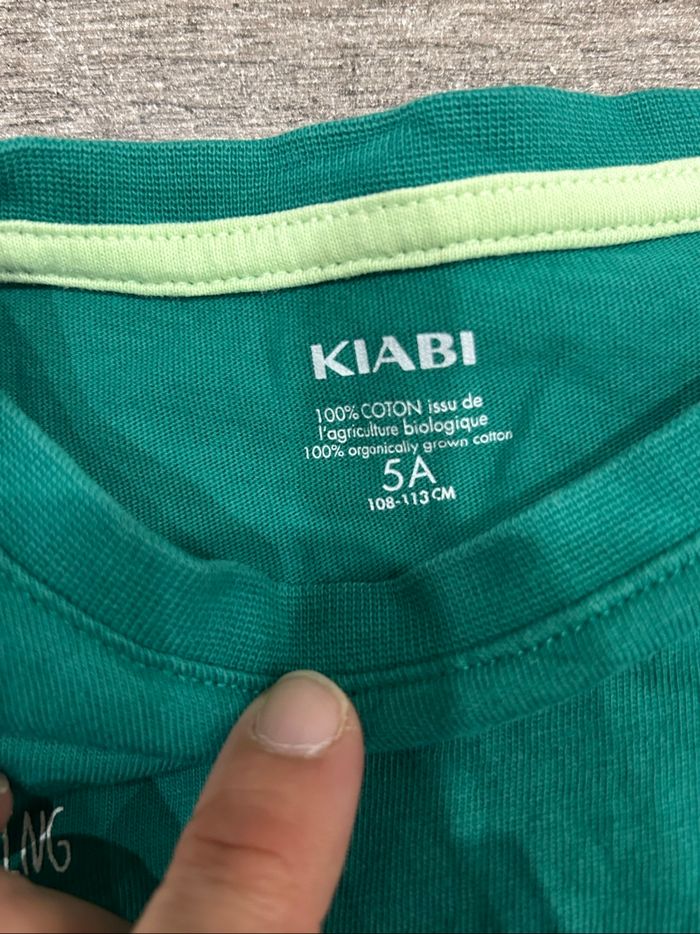 KIABI
100% COTON issu de
l'agriculture biologique
100% organically grown cotton
5A
108-113 CM